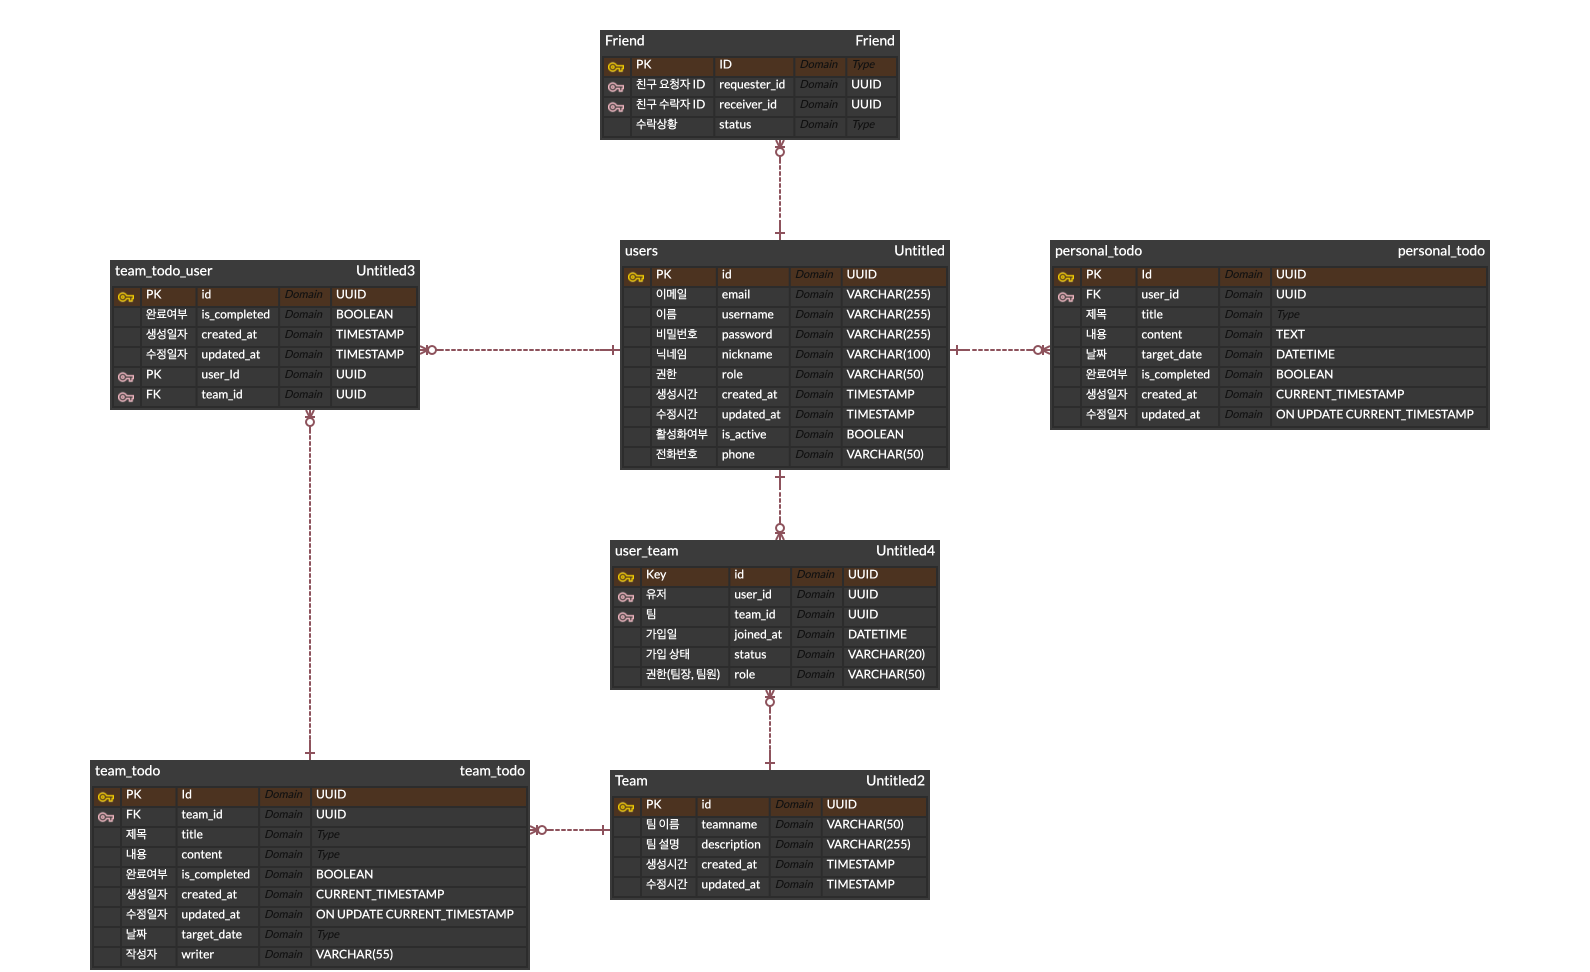 Friend Friend
PK ID Domain Type
친구 요청자 ID requester_id Domain UUID
친구 수락자 ID receiver_id Domain UUID
수락상황 status Domain Type
users Untitled
PK id Domain UUID
이메일 email Domain VARCHAR(255)
이름 username Domain VARCHAR(255)
비밀번호 password Domain VARCHAR(255)
닉네임 nickname Domain VARCHAR(100)
권한 role Domain VARCHAR(50)
생성시간 created_at Domain TIMESTAMP
수정시간 updated_at Domain TIMESTAMP
활성화여부 is_active Domain BOOLEAN
전화번호 phone Domain VARCHAR(50)
personal_todo personal_todo
PK Id Domain UUID
FK user_id Domain UUID
제목 title Domain Type
내용 content Domain TEXT
날짜 target_date Domain DATETIME
완료여부 is_completed Domain BOOLEAN
생성일자 created_at Domain CURRENT_TIMESTAMP
수정일자 updated_at Domain ON UPDATE CURRENT_TIMESTAMP
team_todo_user Untitled3
PK id Domain UUID
완료여부 is_completed Domain BOOLEAN
생성일자 created_at Domain TIMESTAMP
수정일자 updated_at Domain TIMESTAMP
PK user_Id Domain UUID
FK team_id Domain UUID
user_team Untitled4
Key id Domain UUID
유저 user_id Domain UUID
팀 team_id Domain UUID
가입일 joined_at Domain DATETIME
가입 상태 status Domain VARCHAR(20)
권한(팀장, 팀원) role Domain VARCHAR(50)
team_todo team_todo
PK Id Domain UUID
FK team_id Domain UUID
제목 title Domain Type
내용 content Domain Type
완료여부 is_completed Domain BOOLEAN
생성일자 created_at Domain CURRENT_TIMESTAMP
수정일자 updated_at Domain ON UPDATE CURRENT_TIMESTAMP
날짜 target_date Domain Type
작성자 writer Domain VARCHAR(55)
Team Untitled2
PK id Domain UUID
팀 이름 teamname Domain VARCHAR(50)
팀 설명 description Domain VARCHAR(255)
생성시간 created_at Domain TIMESTAMP
수정시간 updated_at Domain TIMESTAMP